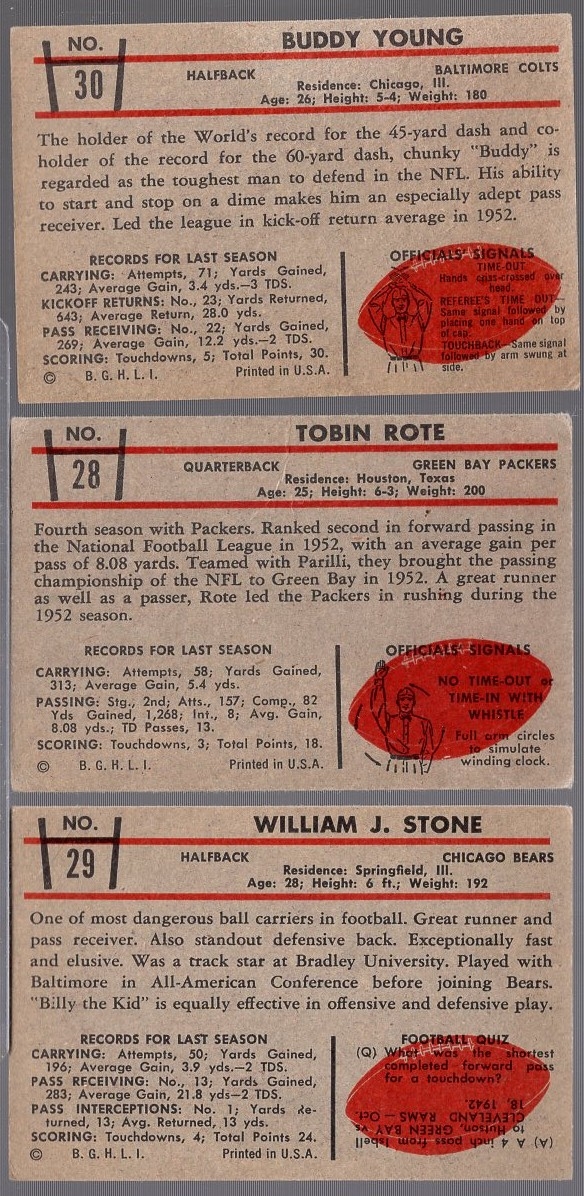 NO.
30
BUDDY YOUNG
HALFBACK
BALTIMORE COLTS
Residence: Chicago, Ill.
Age: 26; Height: 5-4; Weight: 180
The holder of the World's record for the 45-yard dash and co-
holder of the record for the 60-yard dash, chunky "Buddy" is
regarded as the toughest man to defend in the NFL. His ability
to start and stop on a dime makes him an especially adept pass
receiver. Led the league in kick-off return average in 1952.
RECORDS FOR LAST SEASON
CARRYING: Attempts, 71; Yards Gained,
243; Average Gain, 3.4 yds.—3 TDS.
KICKOFF RETURNS: No., 23; Yards Returned,
643; Average Return, 28.0 yds.
PASS RECEIVING: No., 22; Yards Gained,
269; Average Gain, 12.2 yds.—2 TDS.
SCORING: Touchdowns, 5; Total Points, 30.
© B. G. H. L. I. Printed in U.S.A.
OFFICIALS' SIGNALS
TIME-OUT
Hands criss-crossed over
head.
REFEREE'S TIME OUT—
Same signal followed by
placing one hand on top
of cap.
TOUCHBACK—Same signal
followed by arm swung at
side.
NO.
28
TOBIN ROTE
QUARTERBACK
GREEN BAY PACKERS
Residence: Houston, Texas
Age: 25; Height: 6-3; Weight: 200
Fourth season with Packers. Ranked second in forward passing in
the National Football League in 1952, with an average gain per
pass of 8.08 yards. Teamed with Parilli, they brought the passing
championship of the NFL to Green Bay in 1952. A great runner
as well as a passer, Rote led the Packers in rushing during the
1952 season.
RECORDS FOR LAST SEASON
CARRYING: Attempts, 58; Yards Gained,
313; Average Gain, 5.4 yds.
PASSING: Stg., 2nd; Atts., 157; Comp., 82
Yds Gained, 1,268; Int., 8; Avg. Gain,
8.08 yds.; TD Passes, 13.
SCORING: Touchdowns, 3; Total Points, 18.
© B. G. H. L. I. Printed in U.S.A.
OFFICIALS' SIGNALS
NO TIME-OUT or
TIME-IN WITH
WHISTLE
Full arm circles
to simulate
winding clock.
NO.
29
WILLIAM J. STONE
HALFBACK
CHICAGO BEARS
Residence: Springfield, Ill.
Age: 28; Height: 6 ft.; Weight: 192
One of most dangerous ball carriers in football. Great runner and
pass receiver. Also standout defensive back. Exceptionally fast
and elusive. Was a track star at Bradley University. Played with
Baltimore in All-American Conference before joining Bears.
"Billy the Kid" is equally effective in offensive and defensive play.
RECORDS FOR LAST SEASON
CARRYING: Attempts, 50; Yards Gained,
196; Average Gain, 3.9 yds.—2 TDS.
PASS RECEIVING: No., 13; Yards Gained,
283; Average Gain, 21.8 yds—2 TDS.
PASS INTERCEPTIONS: No. 1; Yards Re-
turned, 13; Avg. Returned, 13 yds.
SCORING: Touchdowns, 4; Total Points 24.
© B. G. H. L. I. Printed in U.S.A.
FOOTBALL QUIZ
(Q) What was the shortest
completed forward pass
for a touchdown?
(A) A 4 inch pass from Isbell
to Hutson, GREEN BAY vs
CLEVELAND RAMS — Oct.
18, 1942.